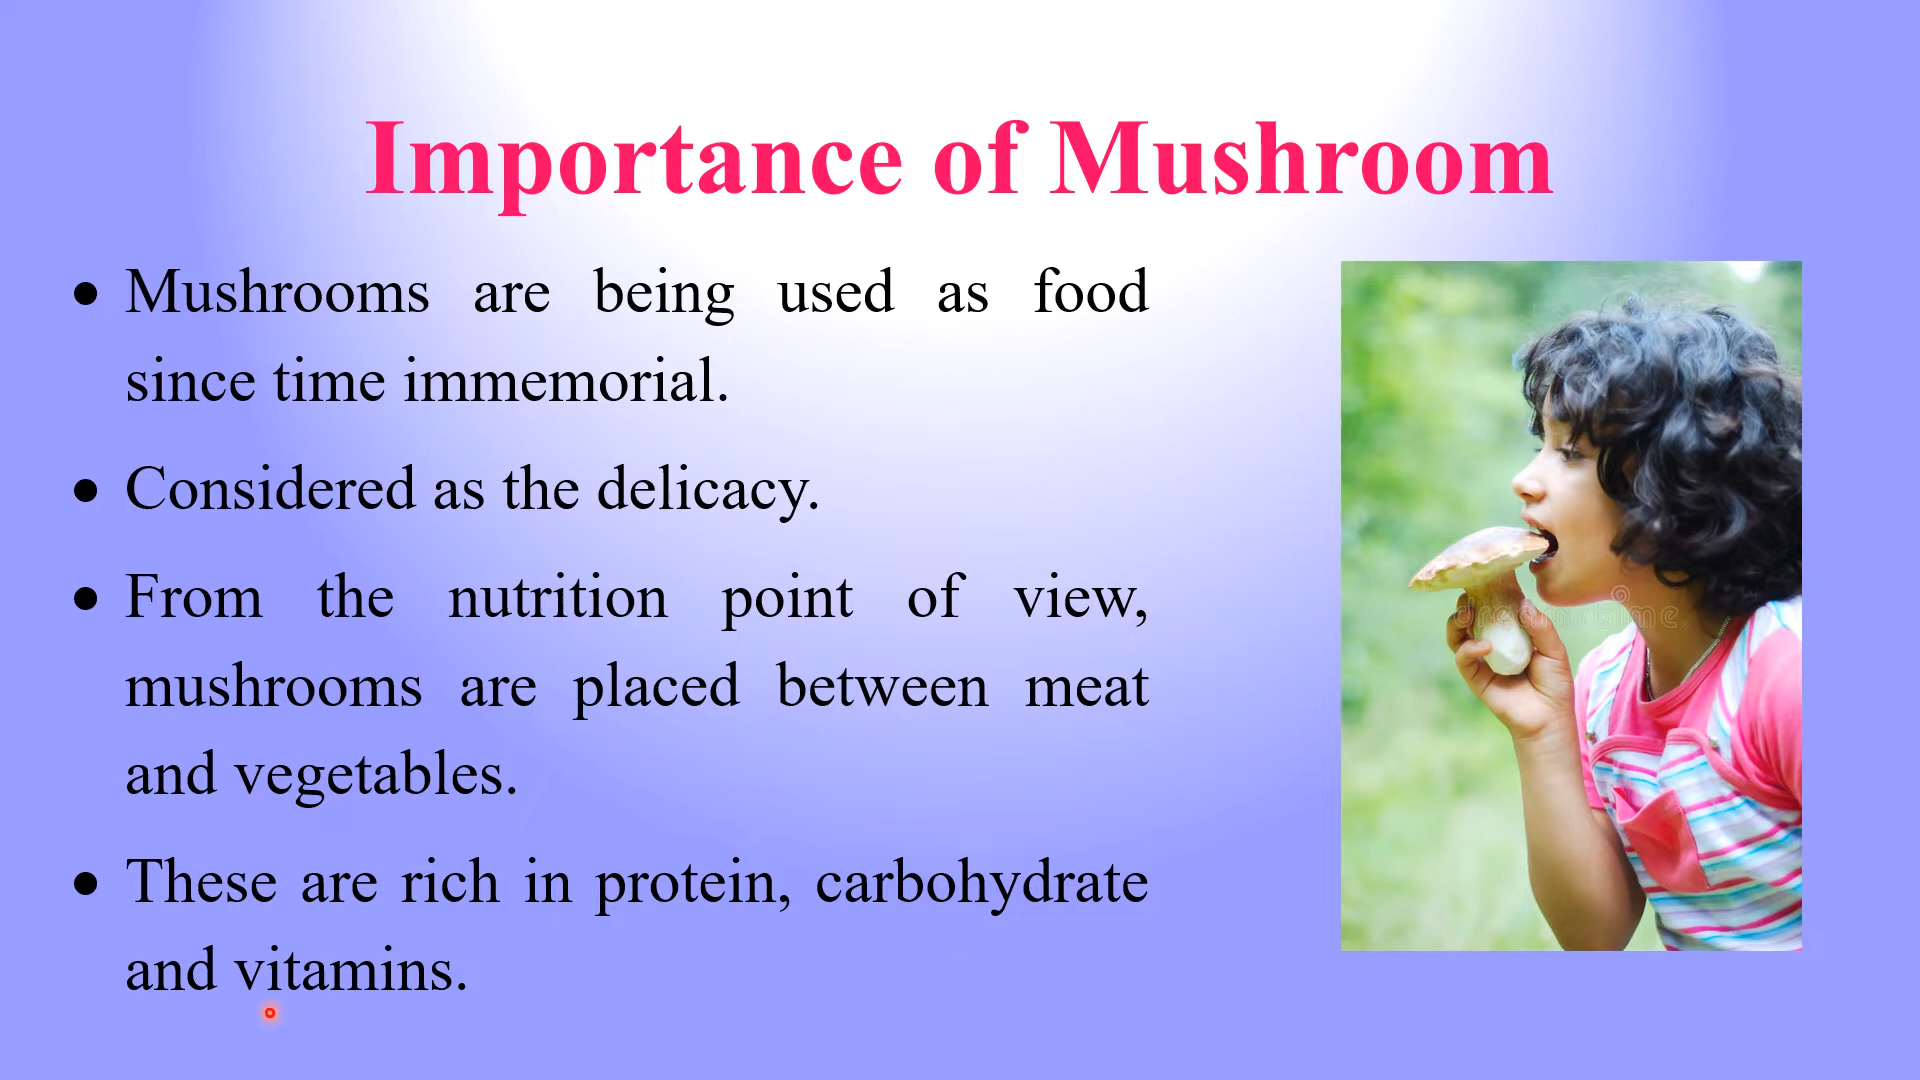 Importance of Mushroom
• Mushrooms are being used as food
since time immemorial.
• Considered as the delicacy.
• From the nutrition point of view,
mushrooms are placed between meat
and vegetables.
• These are rich in protein, carbohydrate
and vitamins.
dreamstime